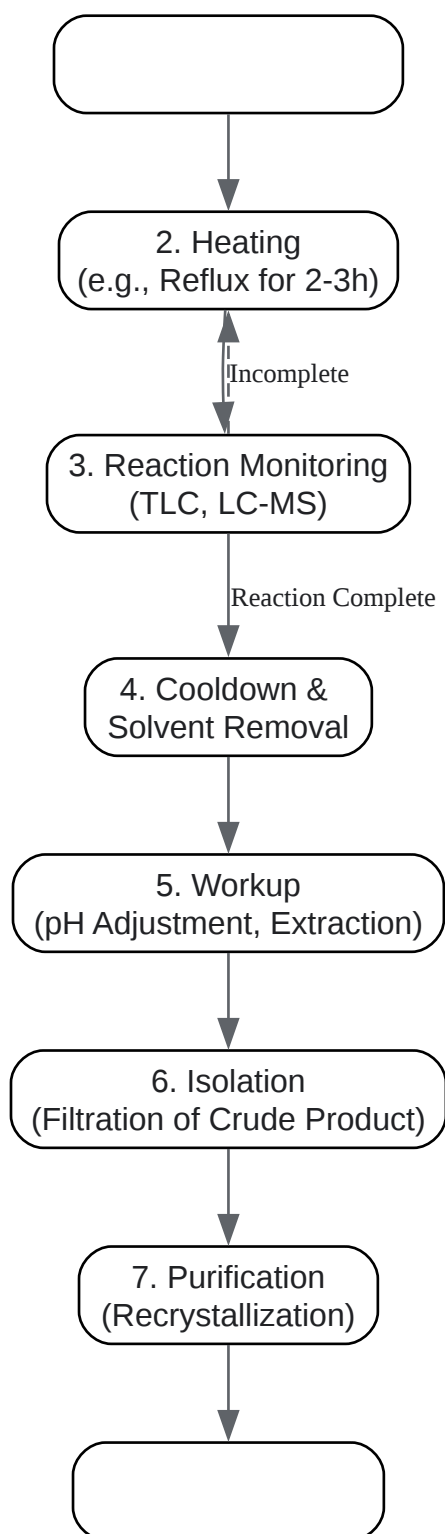 2. Heating
(e.g., Reflux for 2-3h)
Incomplete
3. Reaction Monitoring
(TLC, LC-MS)
Reaction Complete
4. Cooldown &
Solvent Removal
5. Workup
(pH Adjustment, Extraction)
6. Isolation
(Filtration of Crude Product)
7. Purification
(Recrystallization)